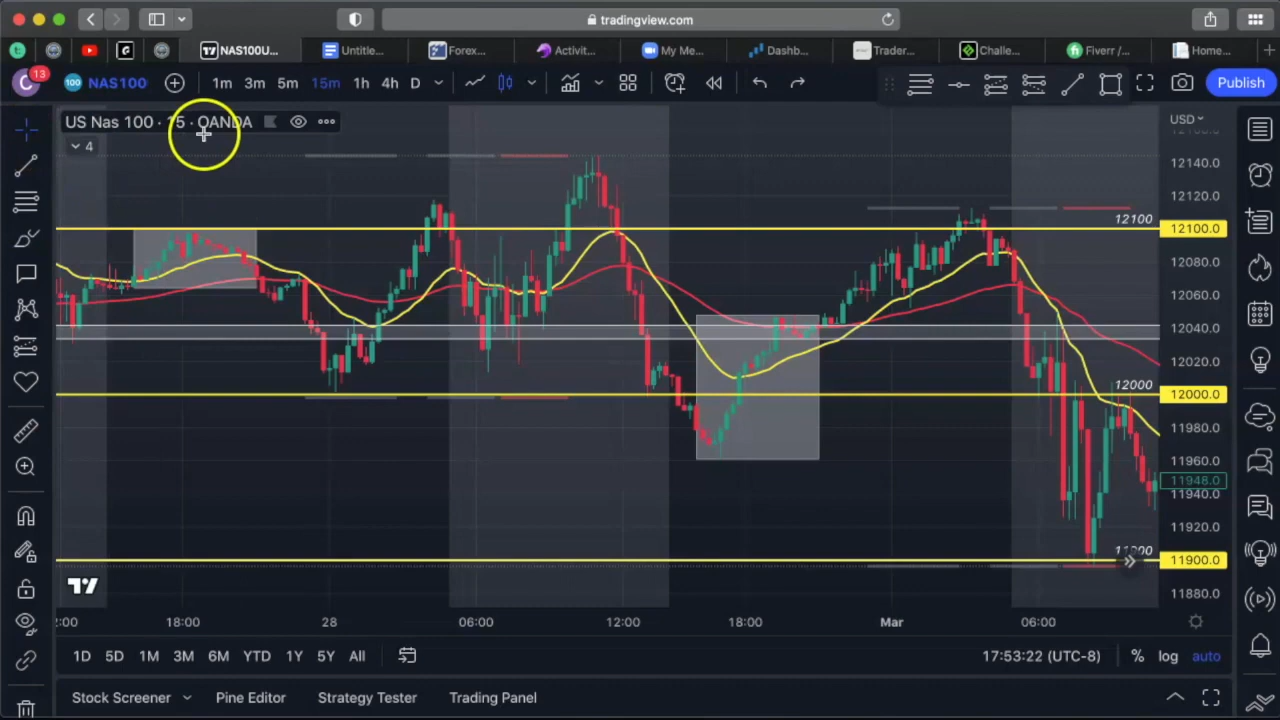 tradingview.com
NAS100U...
Untitle...
Forex...
Activit...
My Me...
Dashb...
Trader...
Challe...
Fiverr /...
Home...
C 13 100 NAS100 1m 3m 5m 15m 1h 4h D Publish
US Nas 100 · 15 · OANDA
4
USD
12140.0
12120.0
12100 12100.0
12080.0
12060.0
12040.0
12020.0
12000 12000.0
11980.0
11960.0
11948.0
11940.0
11920.0
11900.0
11880.0
18:00 28 06:00 12:00 18:00 Mar 06:00
1D 5D 1M 3M 6M YTD 1Y 5Y All 17:53:22 (UTC-8) % log auto
Stock Screener Pine Editor Strategy Tester Trading Panel